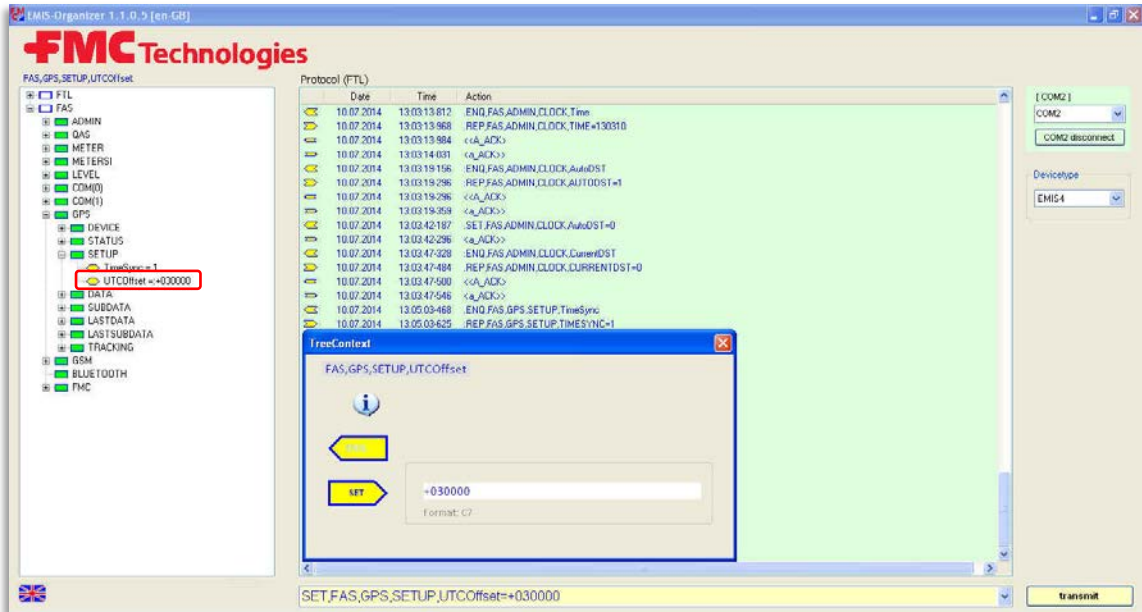 EMIS-Organizer 1.1.0.5 [en-GB]
FMC Technologies
FAS,GPS,SETUP,UTCOffset
FTL
FAS
ADMIN
QAS
METER
METERSI
LEVEL
COM(0)
COM(1)
GPS
DEVICE
STATUS
SETUP
TimeSync = 1
UTCOffset =:+030000
DATA
SUBDATA
LASTDATA
LASTSUBDATA
TRACKING
GSM
BLUETOOTH
FMC
Protocol (FTL)
Date Time Action
10.07.2014 13:03:13-812 :ENQ,FAS,ADMIN,CLOCK,Time
10.07.2014 13:03:13-968 :REP,FAS,ADMIN,CLOCK,TIME=130310
10.07.2014 13:03:13-984 <<A_ACK>
10.07.2014 13:03:14-031 <a_ACK>>
10.07.2014 13:03:19-156 :ENQ,FAS,ADMIN,CLOCK,AutoDST
10.07.2014 13:03:19-296 :REP,FAS,ADMIN,CLOCK,AUTODST=1
10.07.2014 13:03:19-296 <<A_ACK>
10.07.2014 13:03:19-359 <a_ACK>>
10.07.2014 13:03:42-187 :SET,FAS,ADMIN,CLOCK,AutoDST=0
10.07.2014 13:03:42-296 <a_ACK>>
10.07.2014 13:03:47-328 :ENQ,FAS,ADMIN,CLOCK,CurrentDST
10.07.2014 13:03:47-484 :REP,FAS,ADMIN,CLOCK,CURRENTDST=0
10.07.2014 13:03:47-500 <<A_ACK>
10.07.2014 13:03:47-546 <a_ACK>>
10.07.2014 13:05:03-468 :ENQ,FAS,GPS,SETUP,TimeSync
10.07.2014 13:05:03-625 :REP,FAS,GPS,SETUP,TIMESYNC=1
TreeContext
FAS,GPS,SETUP,UTCOffset
SET
+030000
Format: C7
[ COM2 ]
COM2
COM2 disconnect
Devicetype
EMIS4
SET,FAS,GPS,SETUP,UTCOffset=+030000
transmit